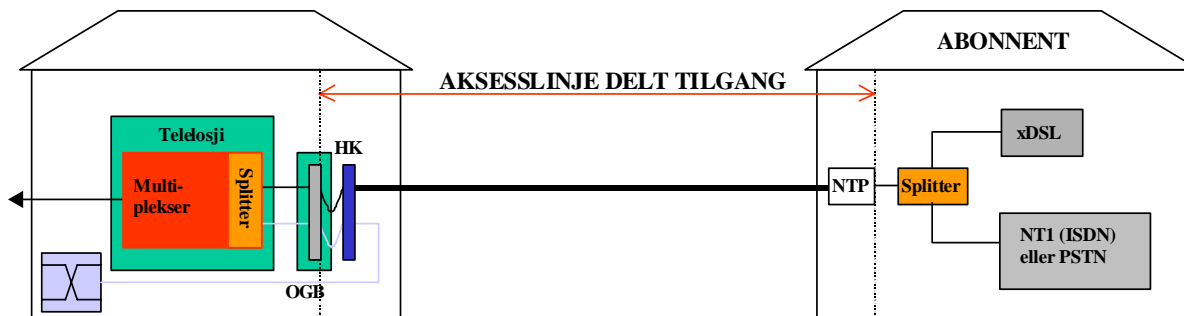 ABONNENT
AKSESSLINJE DELT TILGANG
Telelosji
HK
xDSL
Multi-
plekser
Splitter
NTP
Splitter
NT1 (ISDN)
eller PSTN
OGB